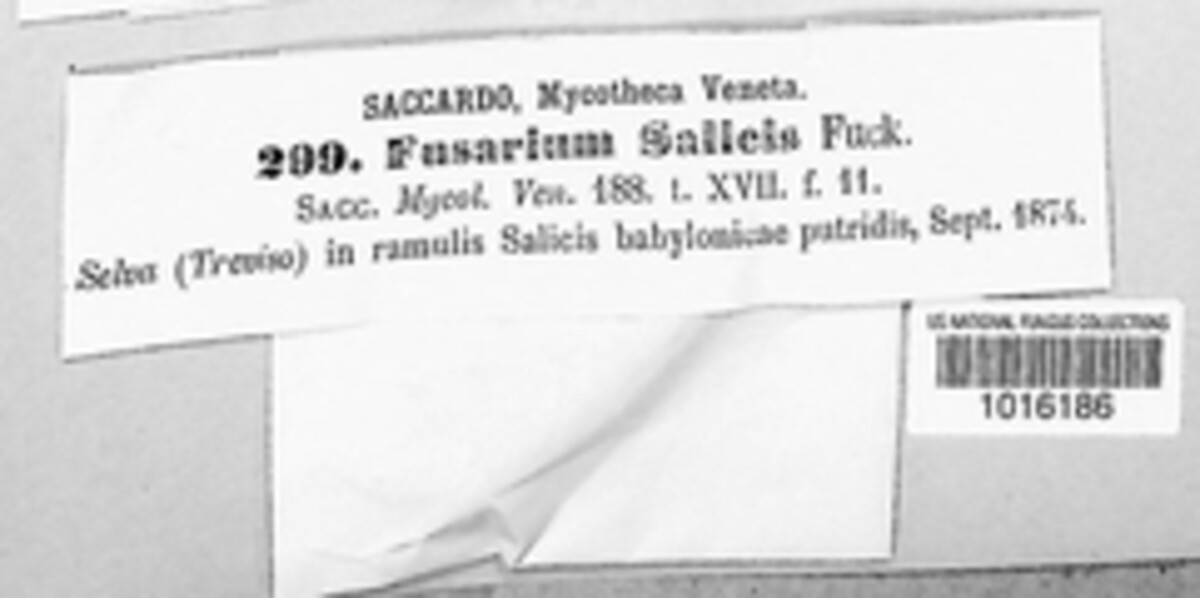 SACCARDO, Mycotheca Veneta.
299. Fusarium Salicis Fuck.
SACC. Mycol. Ven. 188. t. XVII. f. 11.
Selva (Treviso) in ramulis Salicis babylonicae putridis, Sept. 1874.
US NATIONAL FUNGUS COLLECTIONS
1016186